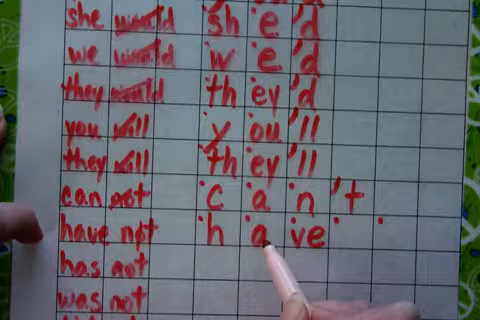 she would sh e 'd
we would w e 'd
they would th ey 'd
you will y ou 'll
they will th ey 'll
can not c a n 't
have not h a ve
has not
was not